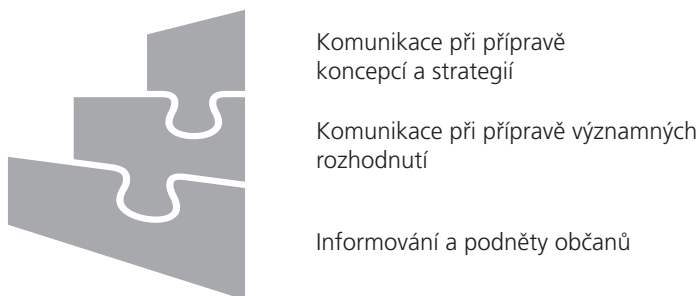 Komunikace při přípravě
koncepcí a strategií
Komunikace při přípravě významných
rozhodnutí
Informování a podněty občanů